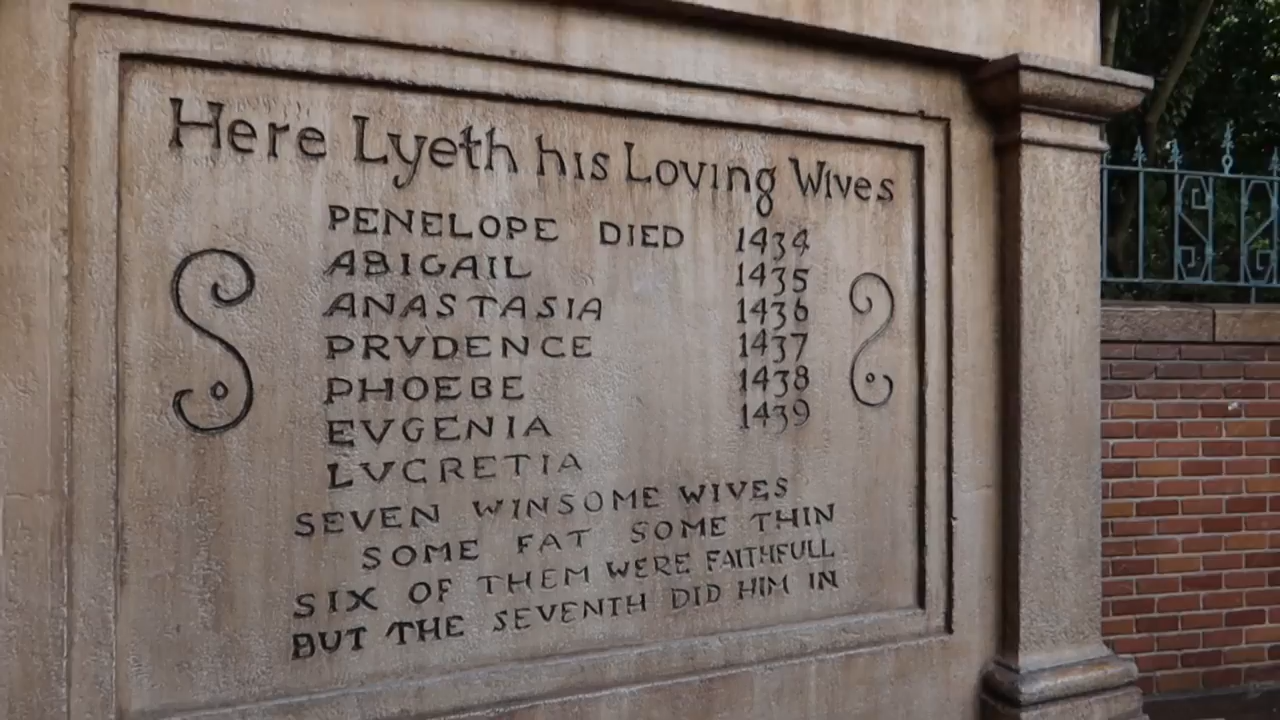 Here Lyeth his Loving Wives
PENELOPE DIED 1434
ABIGAIL 1435
ANASTASIA 1436
PRVDENCE 1437
PHOEBE 1438
EVGENIA 1439
LVCRETIA
SEVEN WINSOME WIVES
SOME FAT SOME THIN
SIX OF THEM WERE FAITHFULL
BUT THE SEVENTH DID HIM IN